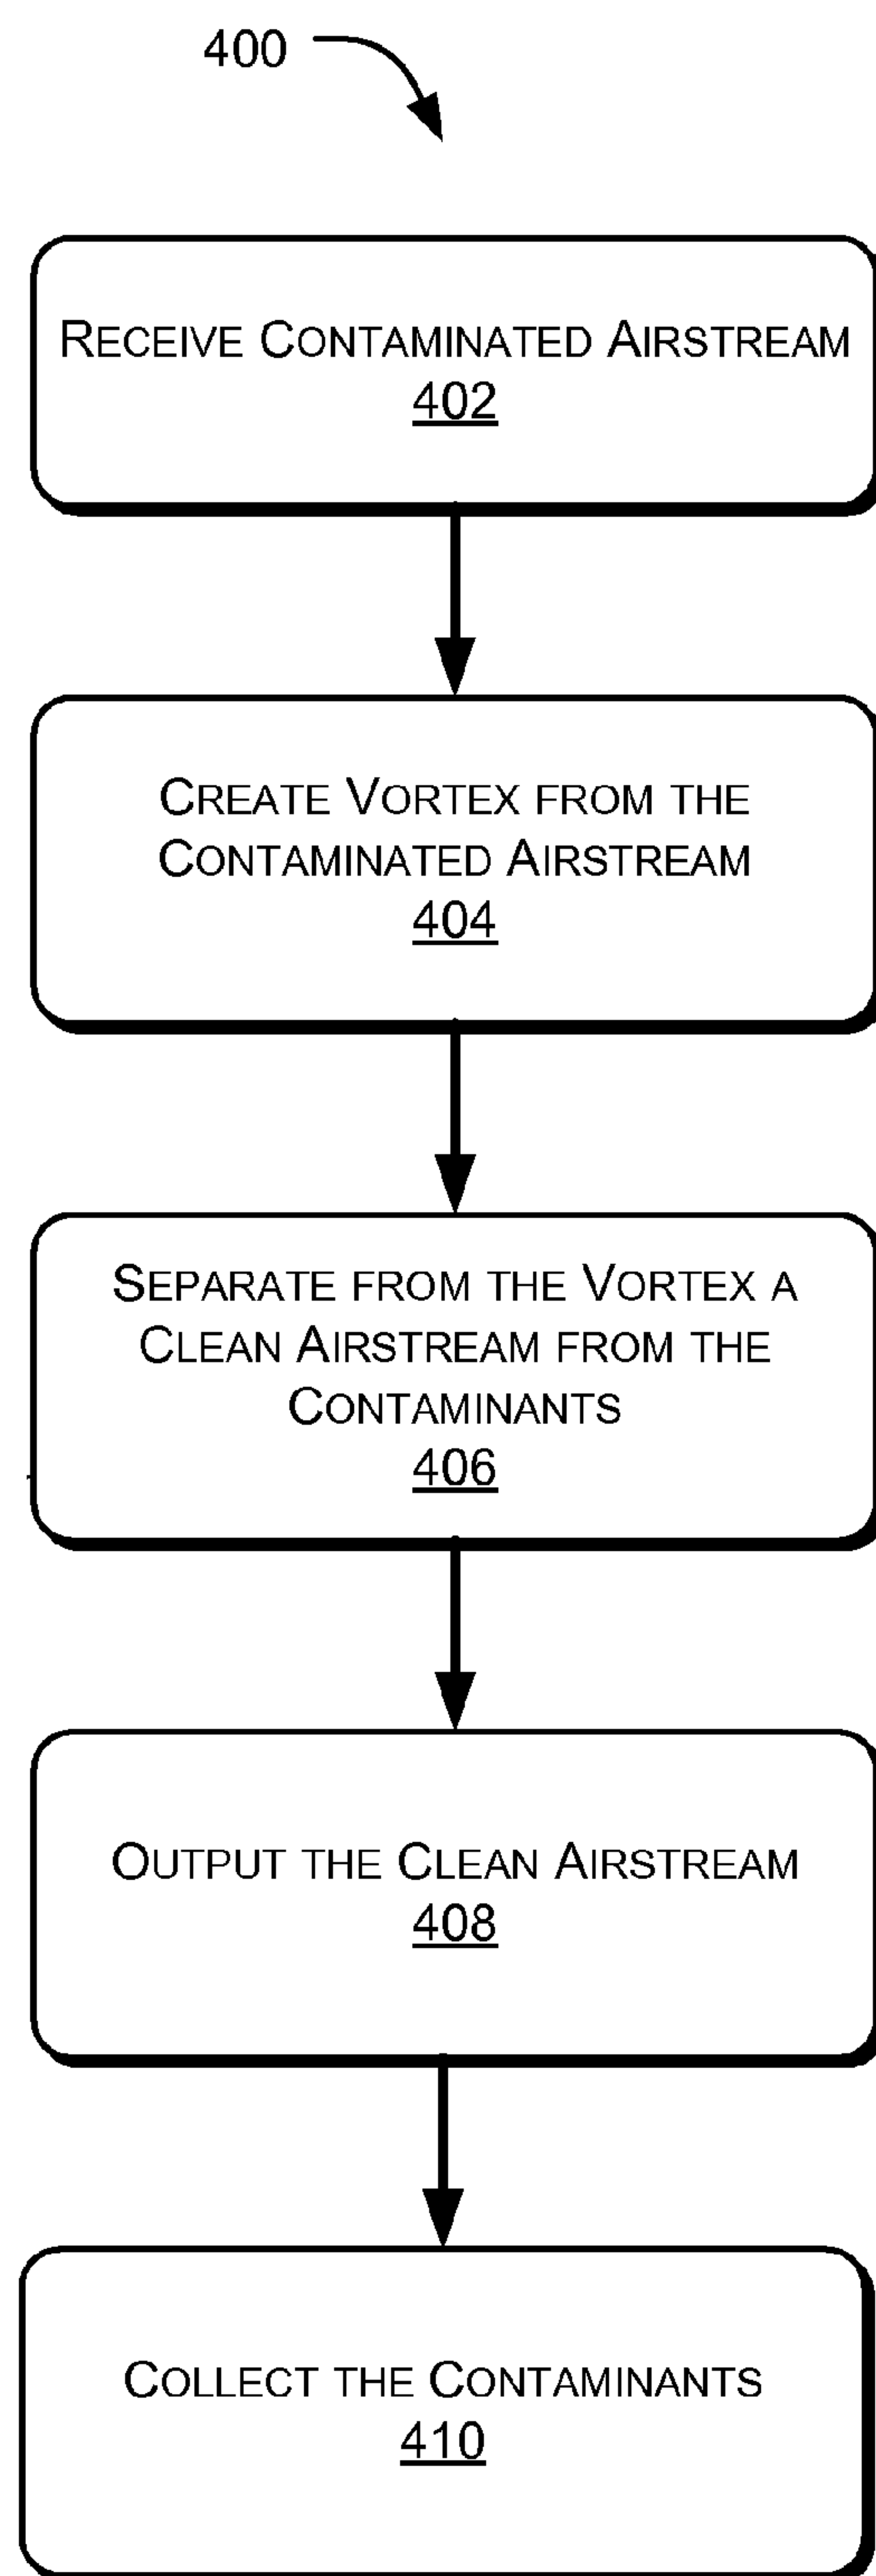 400
RECEIVE CONTAMINATED AIRSTREAM
402
CREATE VORTEX FROM THE
CONTAMINATED AIRSTREAM
404
SEPARATE FROM THE VORTEX A
CLEAN AIRSTREAM FROM THE
CONTAMINANTS
406
OUTPUT THE CLEAN AIRSTREAM
408
COLLECT THE CONTAMINANTS
410